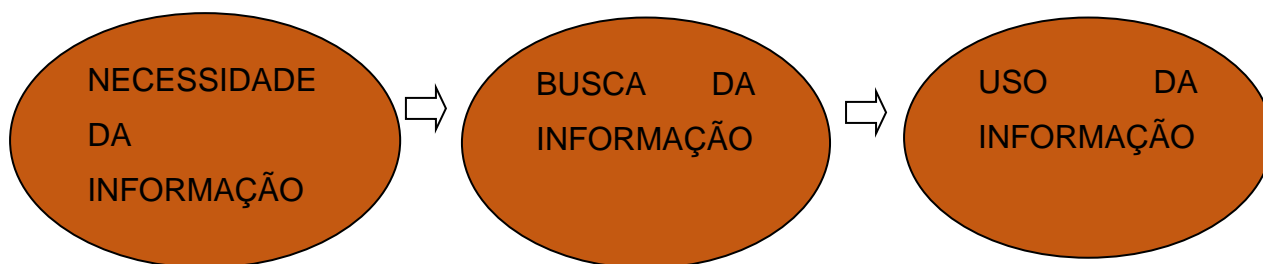 NECESSIDADE
DA
INFORMAÇÃO
BUSCA DA
INFORMAÇÃO
USO DA
INFORMAÇÃO